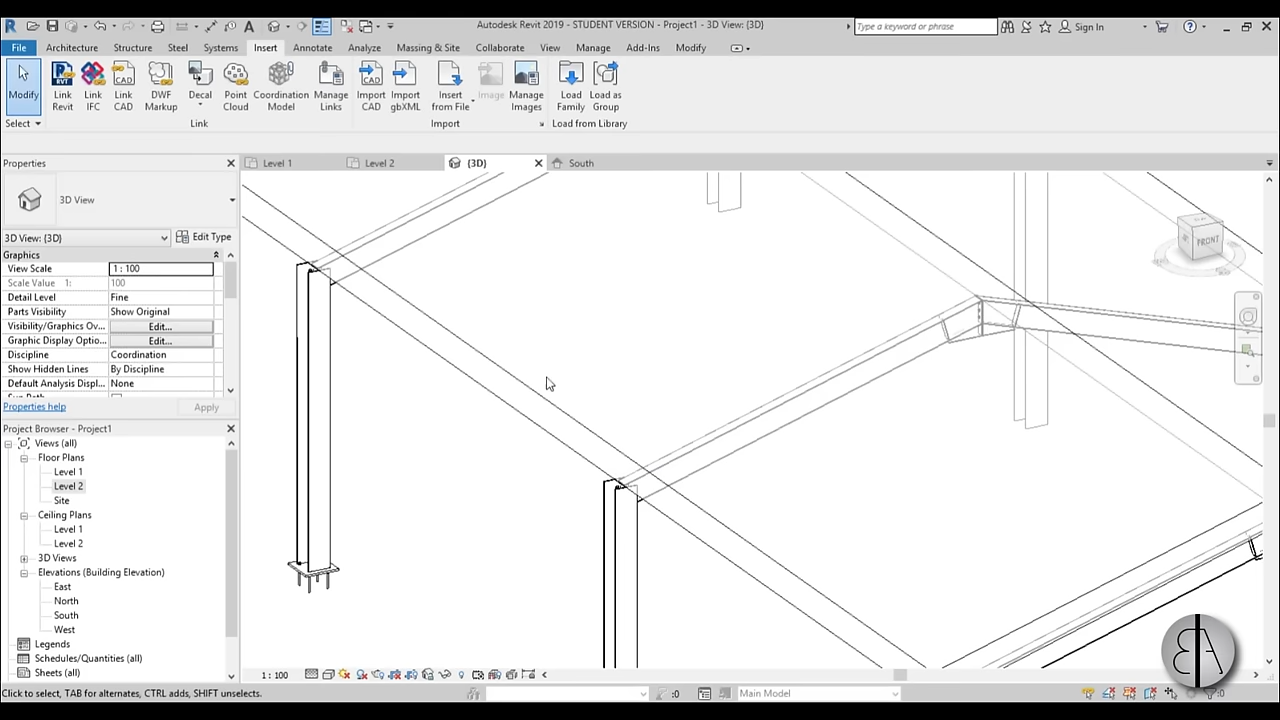 Autodesk Revit 2019 - STUDENT VERSION - Project1 - 3D View: {3D}
Type a keyword or phrase
Sign In
File Architecture Structure Steel Systems Insert Annotate Analyze Massing & Site Collaborate View Manage Add-Ins Modify
Modify
Link Revit
Link IFC
Link CAD
DWF Markup
Decal
Point Cloud
Coordination Model
Manage Links
Import CAD
Import gbXML
Insert from File
Image
Manage Images
Load Family
Load as Group
Select
Link
Import
Load from Library
Properties
Level 1
Level 2
{3D}
South
3D View
3D View: {3D}
Edit Type
Graphics
View Scale 1 : 100
Scale Value 1: 100
Detail Level Fine
Parts Visibility Show Original
Visibility/Graphics Ov... Edit...
Graphic Display Optio... Edit...
Discipline Coordination
Show Hidden Lines By Discipline
Default Analysis Displ... None
Properties help
Apply
Project Browser - Project1
Views (all)
Floor Plans
Level 1
Level 2
Site
Ceiling Plans
Level 1
Level 2
3D Views
Elevations (Building Elevation)
East
North
South
West
Legends
Schedules/Quantities (all)
Sheets (all)
FRONT
1 : 100
Click to select, TAB for alternates, CTRL adds, SHIFT unselects.
:0
Main Model
:0